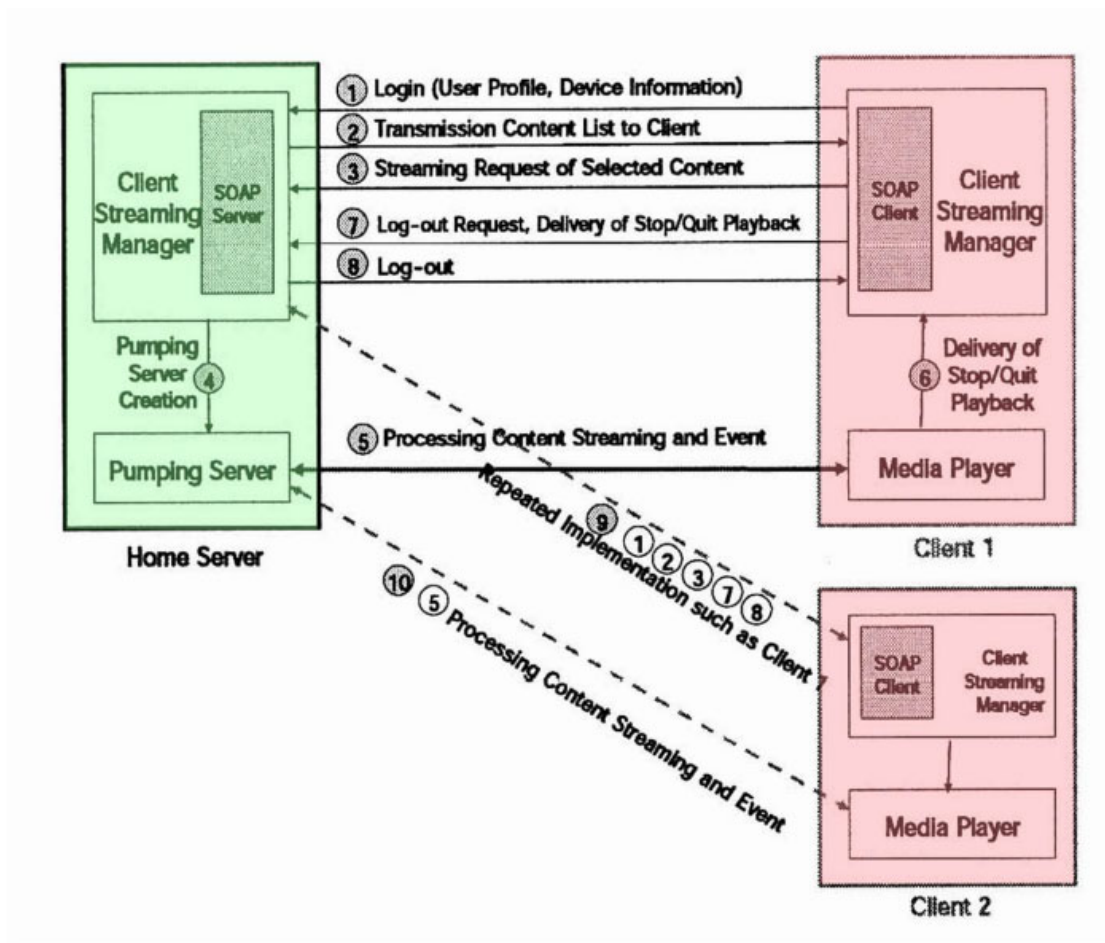 ① Login (User Profile, Device Information)
② Transmission Content List to Client
③ Streaming Request of Selected Content
⑦ Log-out Request, Delivery of Stop/Quit Playback
⑧ Log-out
Client
Streaming
Manager
SOAP
Server
SOAP
Client
Client
Streaming
Manager
Pumping
Server
Creation
④
⑥
Delivery of
Stop/Quit
Playback
⑤ Processing Content Streaming and Event
Pumping Server
Media Player
Home Server
Client 1
⑨ ① ② ③ ⑦ ⑧
Repeated Implementation such as Client 1
⑩ ⑤ Processing Content Streaming and Event
SOAP
Client
Client
Streaming
Manager
Media Player
Client 2